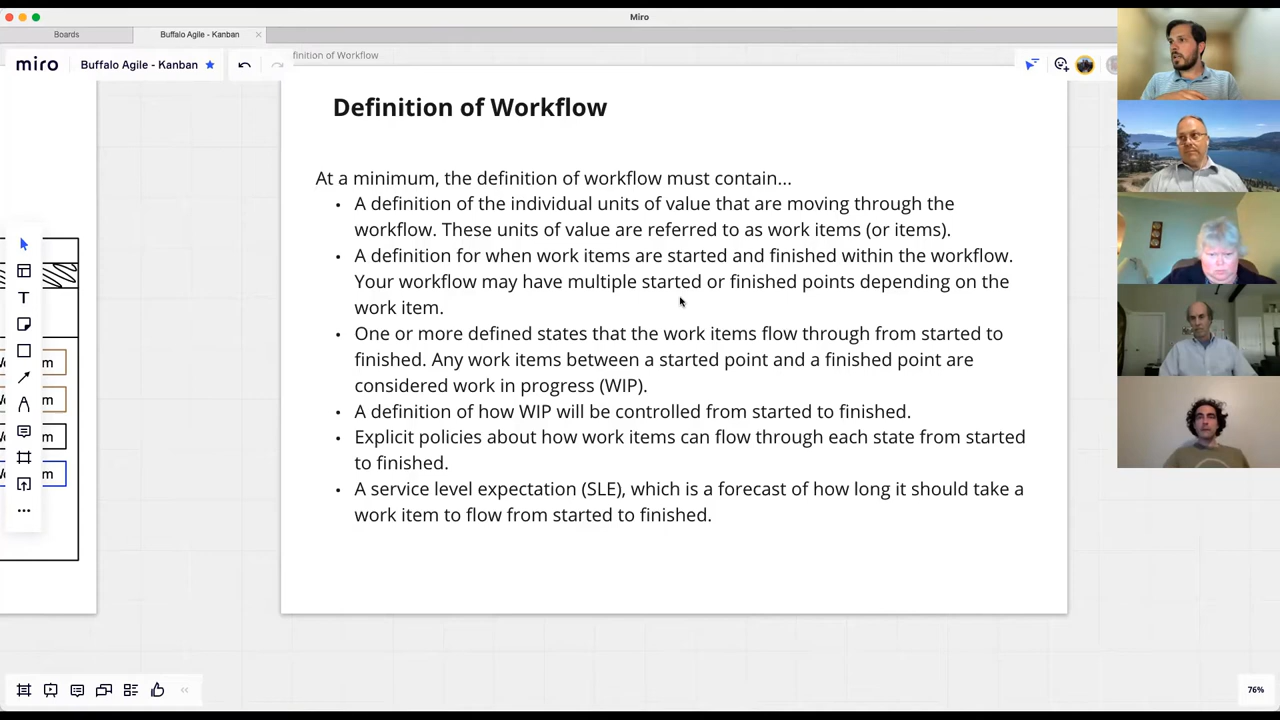 Miro
Boards
Buffalo Agile - Kanban
miro
Buffalo Agile - Kanban
finition of Workflow
Definition of Workflow
At a minimum, the definition of workflow must contain...
• A definition of the individual units of value that are moving through the
workflow. These units of value are referred to as work items (or items).
• A definition for when work items are started and finished within the workflow.
Your workflow may have multiple started or finished points depending on the
work item.
• One or more defined states that the work items flow through from started to
finished. Any work items between a started point and a finished point are
considered work in progress (WIP).
• A definition of how WIP will be controlled from started to finished.
• Explicit policies about how work items can flow through each state from started
to finished.
• A service level expectation (SLE), which is a forecast of how long it should take a
work item to flow from started to finished.
76%